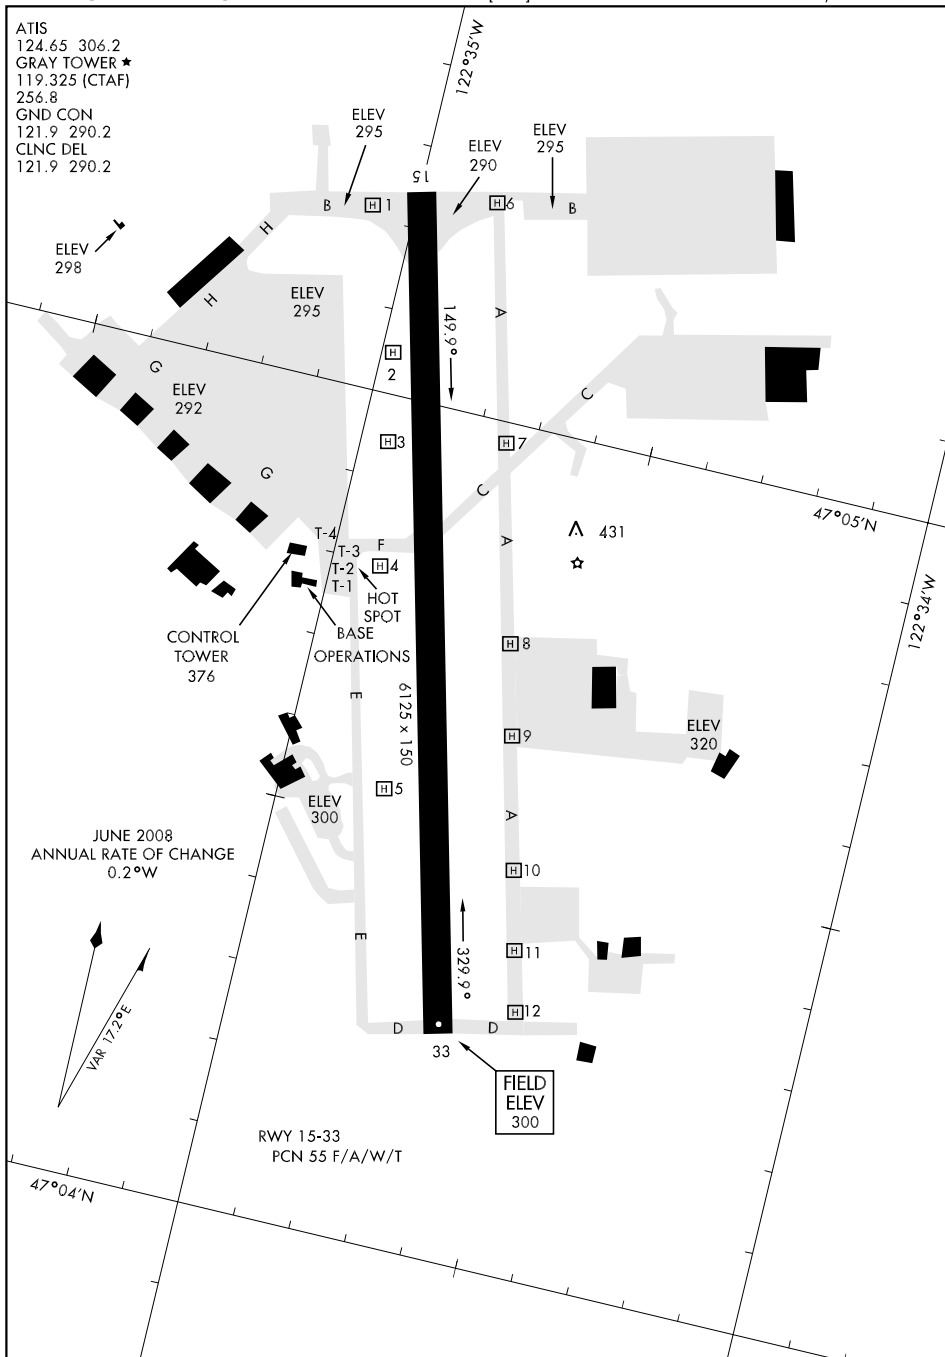 ATIS
124.65 306.2
GRAY TOWER ★
119.325 (CTAF)
256.8
GND CON
121.9 290.2
CLNC DEL
121.9 290.2
122°35'W
ELEV
295
ELEV
290
ELEV
295
15
B
H 1
H 6
B
H
ELEV
298
H
ELEV
295
149.9°
A
H
2
G
ELEV
292
C
H 3
H 7
G
C
47°05'N
T-4
F
T-3
T-2
T-1
H 4
A
431
HOT
SPOT
122°34'W
CONTROL
TOWER
376
BASE
OPERATIONS
H 8
E
6125 x 150
ELEV
320
H 9
H 5
ELEV
300
A
JUNE 2008
ANNUAL RATE OF CHANGE
0.2°W
H 10
E
329.9°
H 11
VAR 17.2°E
H 12
D
D
33
FIELD
ELEV
300
RWY 15-33
PCN 55 F/A/W/T
47°04'N